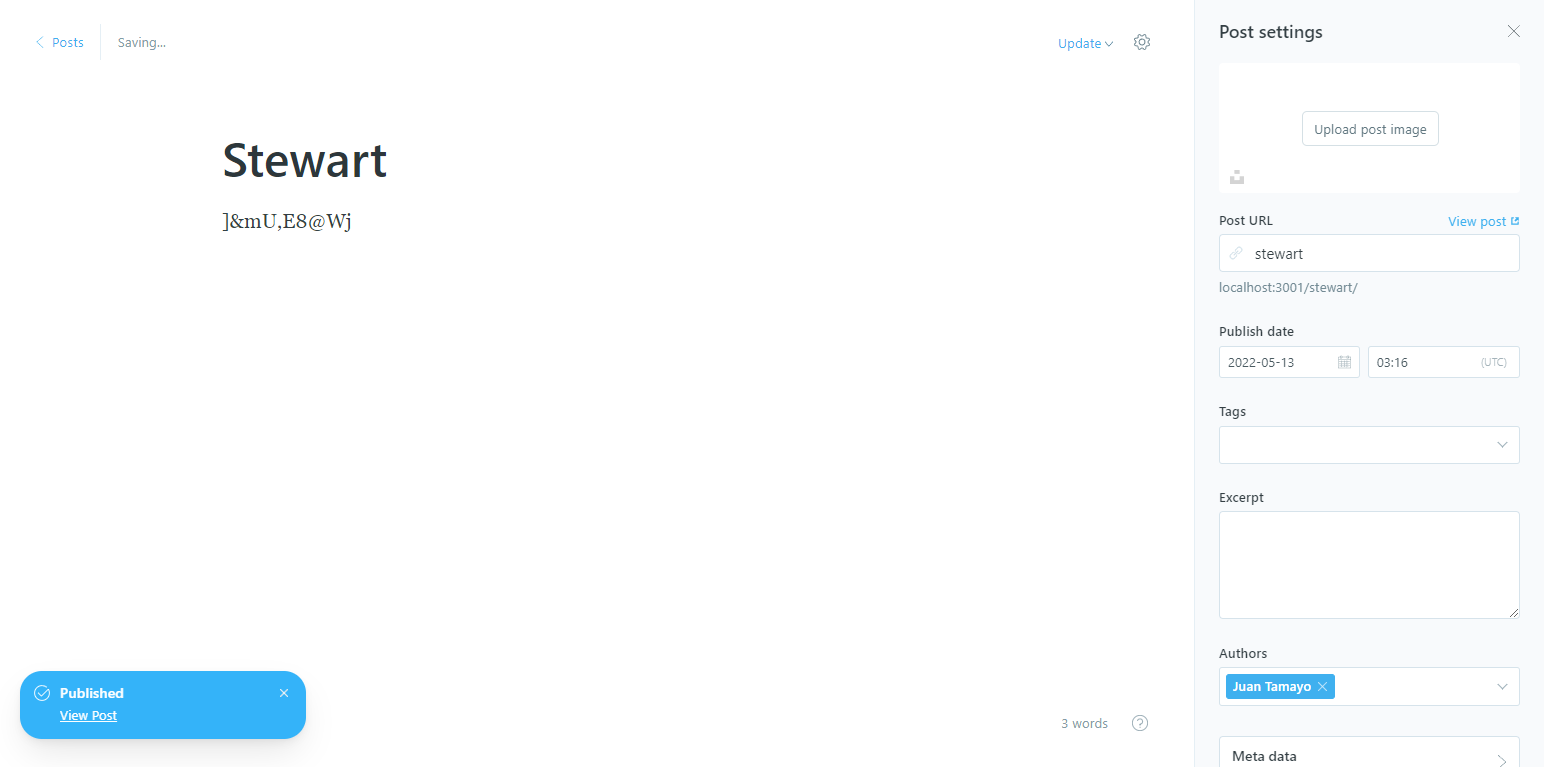 Posts
Saving...
Update
Post settings
Upload post image
Stewart
]&mU,E8@Wj
Post URL
View post
stewart
localhost:3001/stewart/
Publish date
2022-05-13
03:16
(UTC)
Tags
Excerpt
Authors
Juan Tamayo
Meta data
Published
View Post
3 words
?